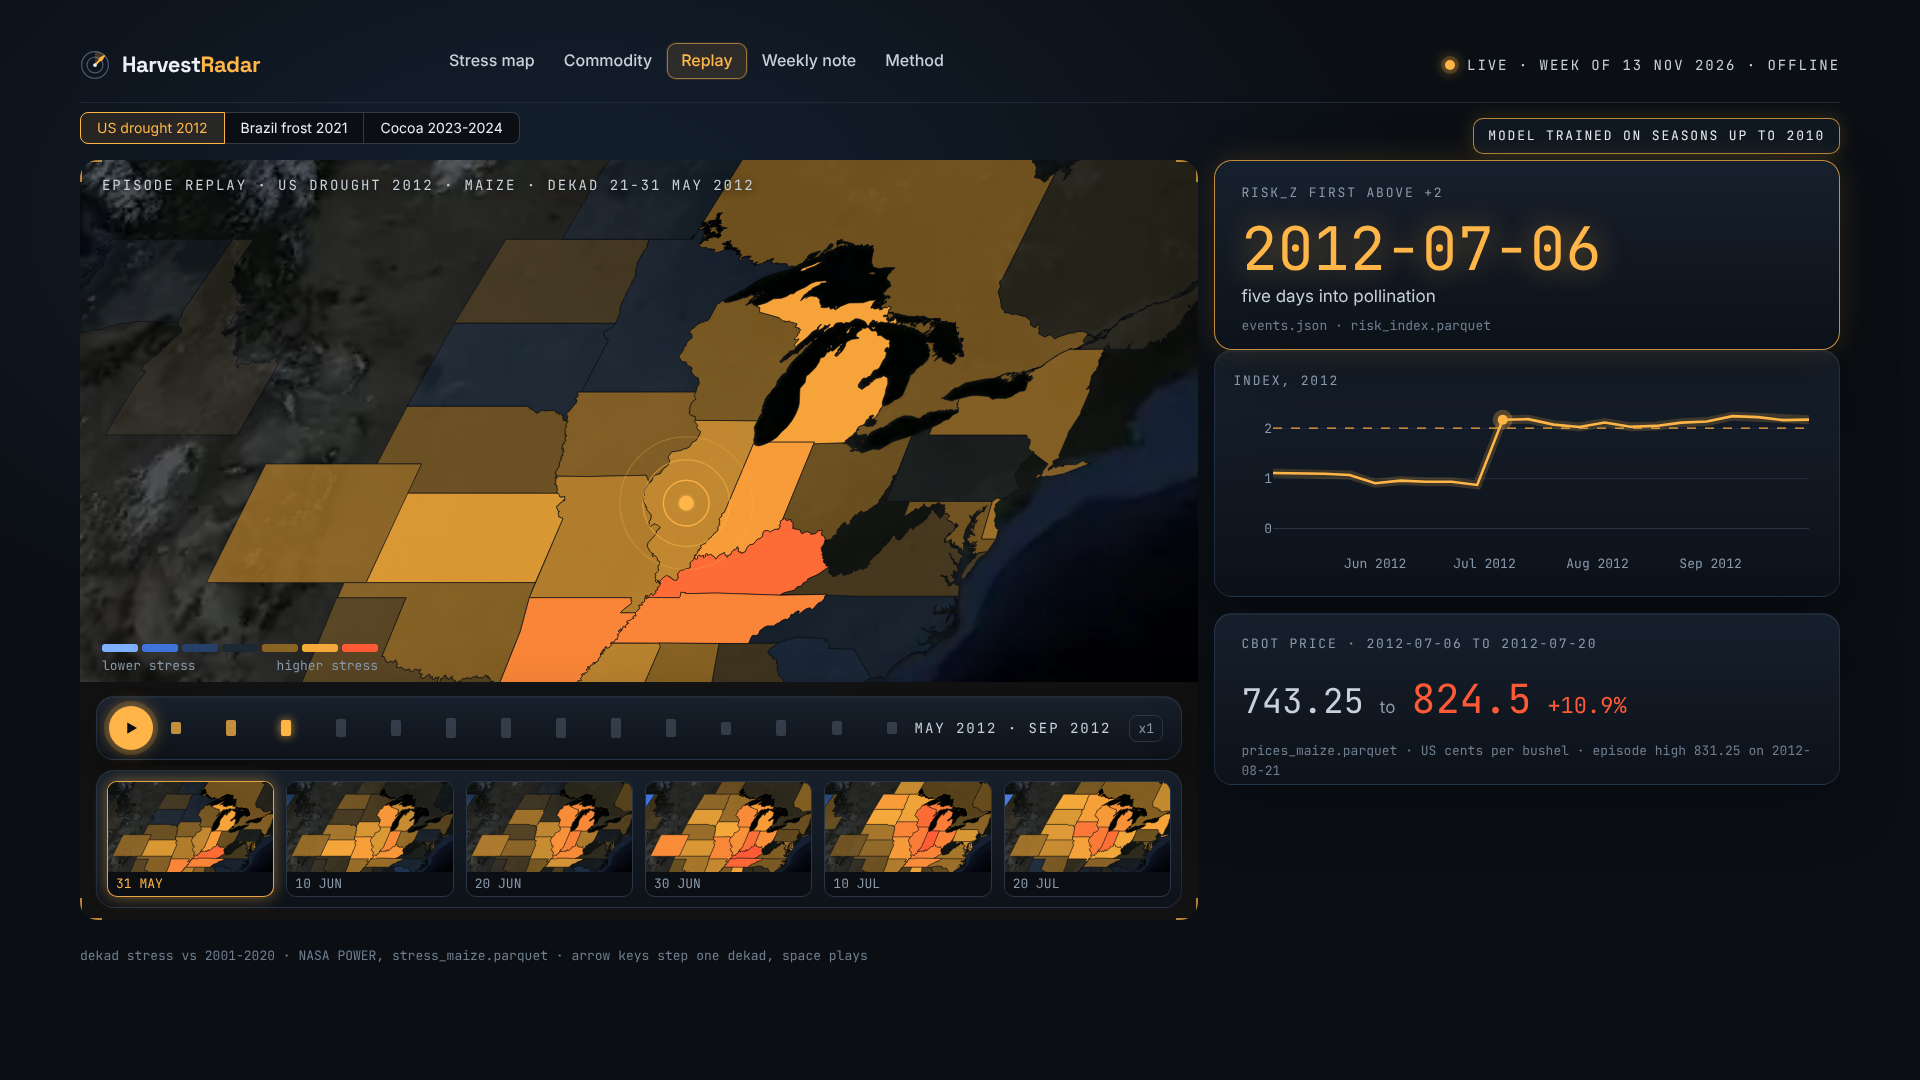 HarvestRadar
Stress map
Commodity
Replay
Weekly note
Method
LIVE · WEEK OF 13 NOV 2026 · OFFLINE
US drought 2012
Brazil frost 2021
Cocoa 2023-2024
MODEL TRAINED ON SEASONS UP TO 2010
EPISODE REPLAY · US DROUGHT 2012 · MAIZE · DEKAD 21-31 MAY 2012
lower stress
higher stress
MAY 2012 · SEP 2012
x1
31 MAY
10 JUN
20 JUN
30 JUN
10 JUL
20 JUL
RISK_Z FIRST ABOVE +2
2012-07-06
five days into pollination
events.json · risk_index.parquet
INDEX, 2012
2
1
0
Jun 2012
Jul 2012
Aug 2012
Sep 2012
CBOT PRICE · 2012-07-06 TO 2012-07-20
743.25 to 824.5 +10.9%
prices_maize.parquet · US cents per bushel · episode high 831.25 on 2012-
08-21
dekad stress vs 2001-2020 · NASA POWER, stress_maize.parquet · arrow keys step one dekad, space plays